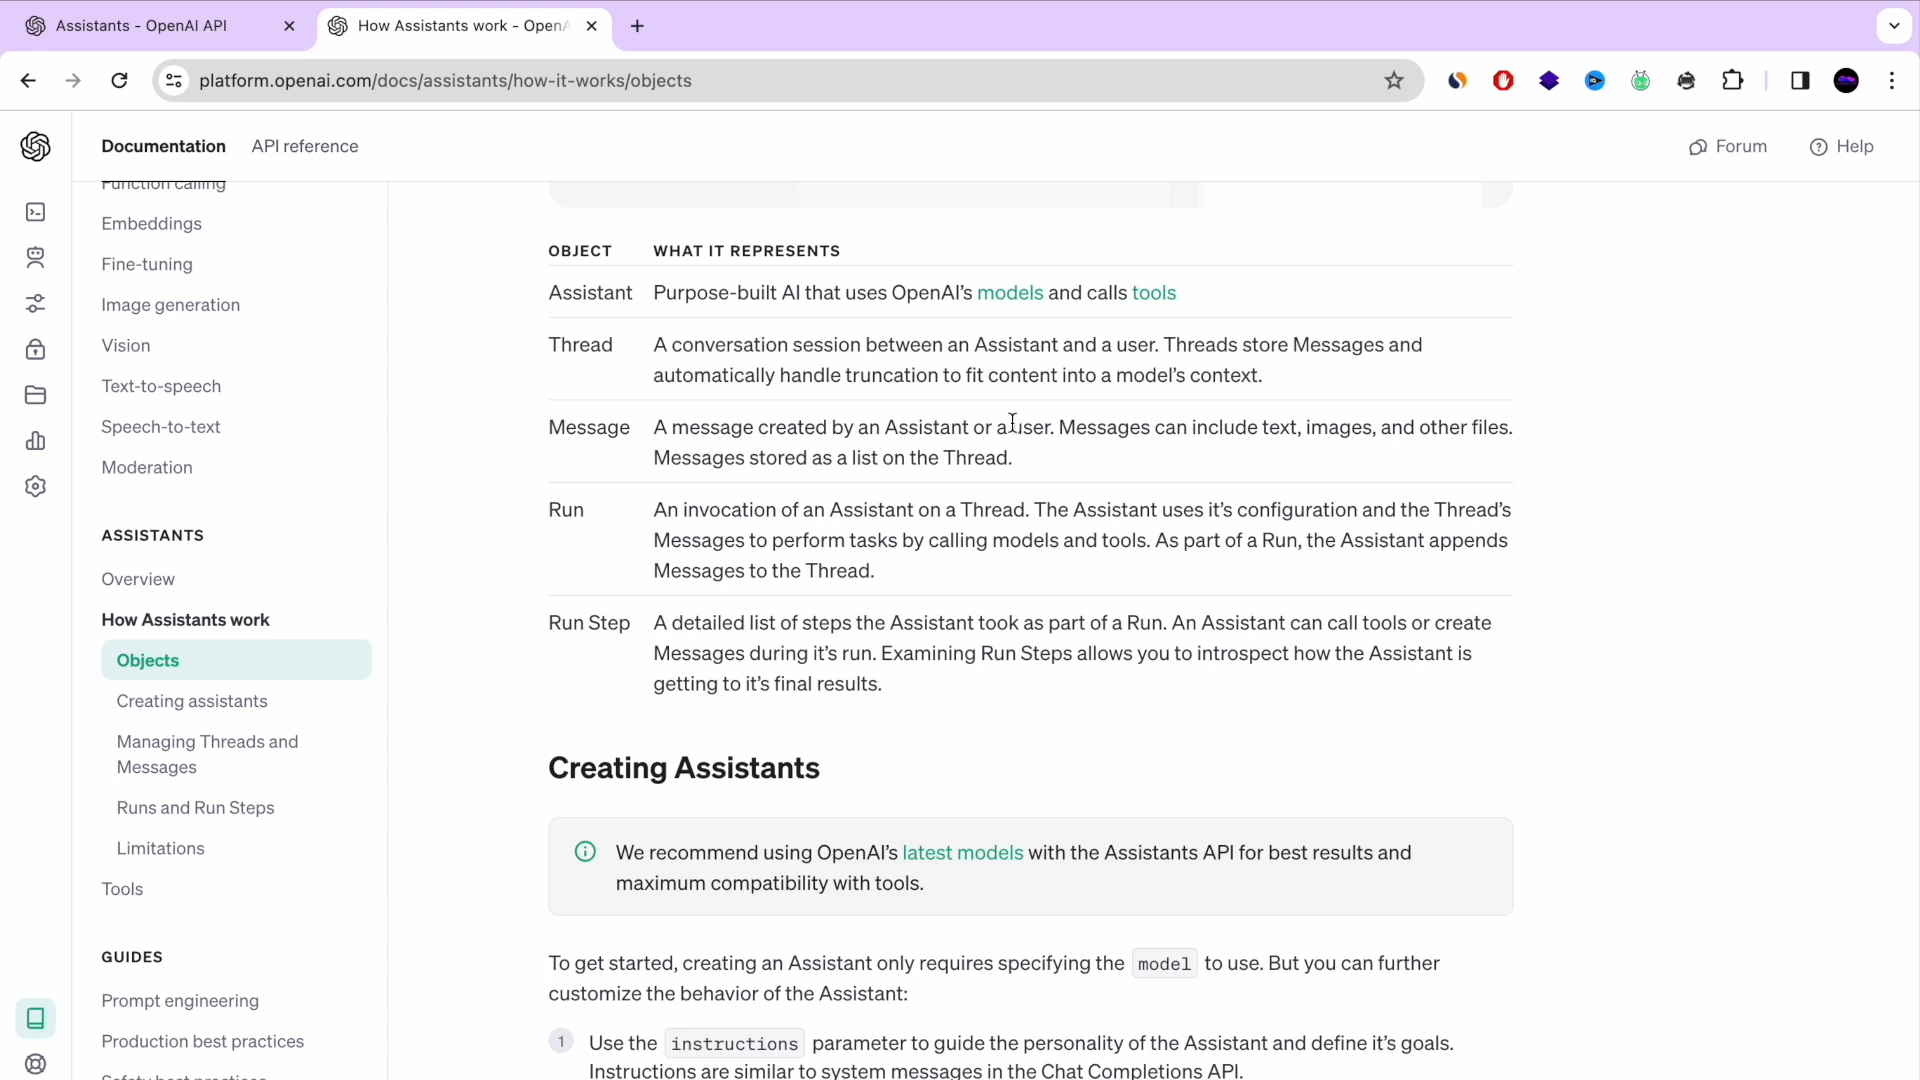 Assistants - OpenAI API
How Assistants work - OpenA
platform.openai.com/docs/assistants/how-it-works/objects
Documentation
API reference
Forum
Help
Function calling
Embeddings
Fine-tuning
Image generation
Vision
Text-to-speech
Speech-to-text
Moderation
ASSISTANTS
Overview
How Assistants work
Objects
Creating assistants
Managing Threads and
Messages
Runs and Run Steps
Limitations
Tools
GUIDES
Prompt engineering
Production best practices
Safety best practices
OBJECT WHAT IT REPRESENTS
Assistant Purpose-built AI that uses OpenAI’s models and calls tools
Thread A conversation session between an Assistant and a user. Threads store Messages and
automatically handle truncation to fit content into a model’s context.
Message A message created by an Assistant or a user. Messages can include text, images, and other files.
Messages stored as a list on the Thread.
Run An invocation of an Assistant on a Thread. The Assistant uses it’s configuration and the Thread’s
Messages to perform tasks by calling models and tools. As part of a Run, the Assistant appends
Messages to the Thread.
Run Step A detailed list of steps the Assistant took as part of a Run. An Assistant can call tools or create
Messages during it’s run. Examining Run Steps allows you to introspect how the Assistant is
getting to it’s final results.
Creating Assistants
We recommend using OpenAI’s latest models with the Assistants API for best results and
maximum compatibility with tools.
To get started, creating an Assistant only requires specifying the model to use. But you can further
customize the behavior of the Assistant:
1 Use the instructions parameter to guide the personality of the Assistant and define it’s goals.
Instructions are similar to system messages in the Chat Completions API.